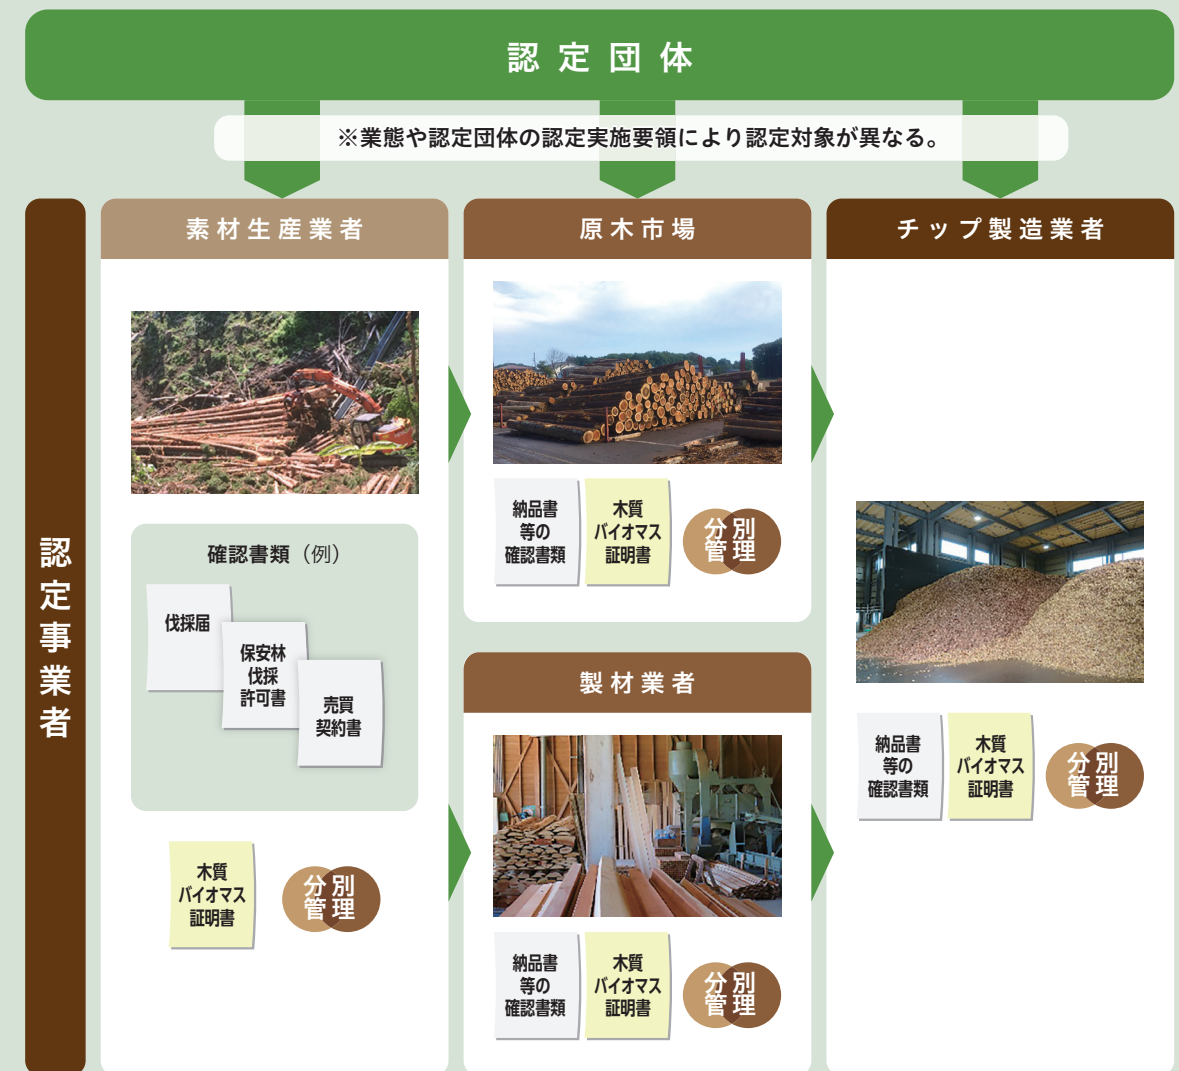 認定団体
※業態や認定団体の認定実施要領により認定対象が異なる。
認定事業者
素材生産業者
確認書類（例）
伐採届
保安林
伐採
許可書
売買
契約書
木質
バイオマス
証明書
分別
管理
原木市場
納品書
等の
確認書類
木質
バイオマス
証明書
分別
管理
製材業者
納品書
等の
確認書類
木質
バイオマス
証明書
分別
管理
チップ製造業者
納品書
等の
確認書類
木質
バイオマス
証明書
分別
管理